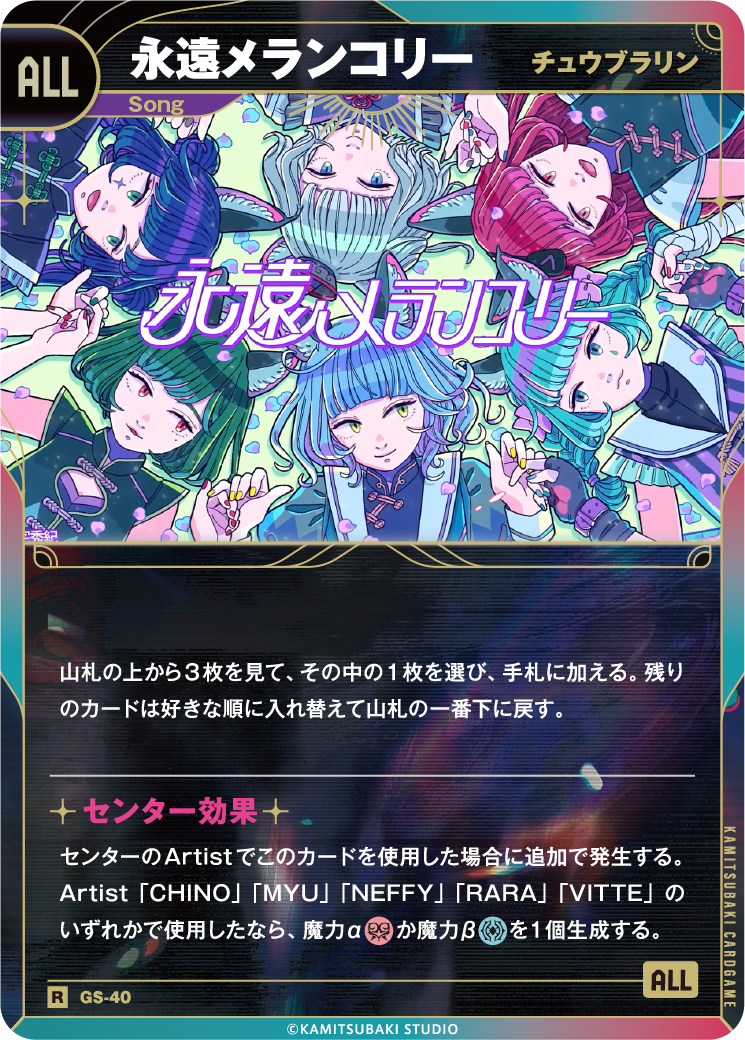 ALL
永遠メランコリー
チュウブラリン
Song
永遠メランコリー
山札の上から3枚を見て、その中の1枚を選び、手札に加える。残り
のカードは好きな順に入れ替えて山札の一番下に戻す。
センター効果
センターのArtistでこのカードを使用した場合に追加で発生する。
Artist「CHINO」「MYU」「NEFFY」「RARA」「VITTE」の
いずれかで使用したなら、魔力αか魔力βを1個生成する。
R GS-40
ALL
KAMITSUBAKI CARDGAME
©KAMITSUBAKI STUDIO